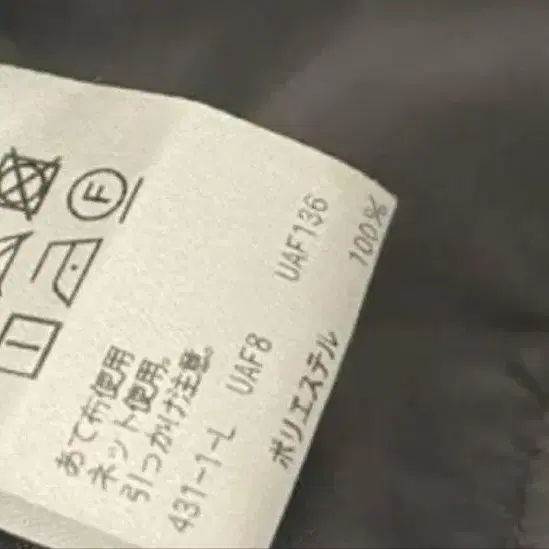 F
ポリエステル 100%
UAF8 UAF136
431-1-L
引っかけ注意。
ネット使用。
あて布使用